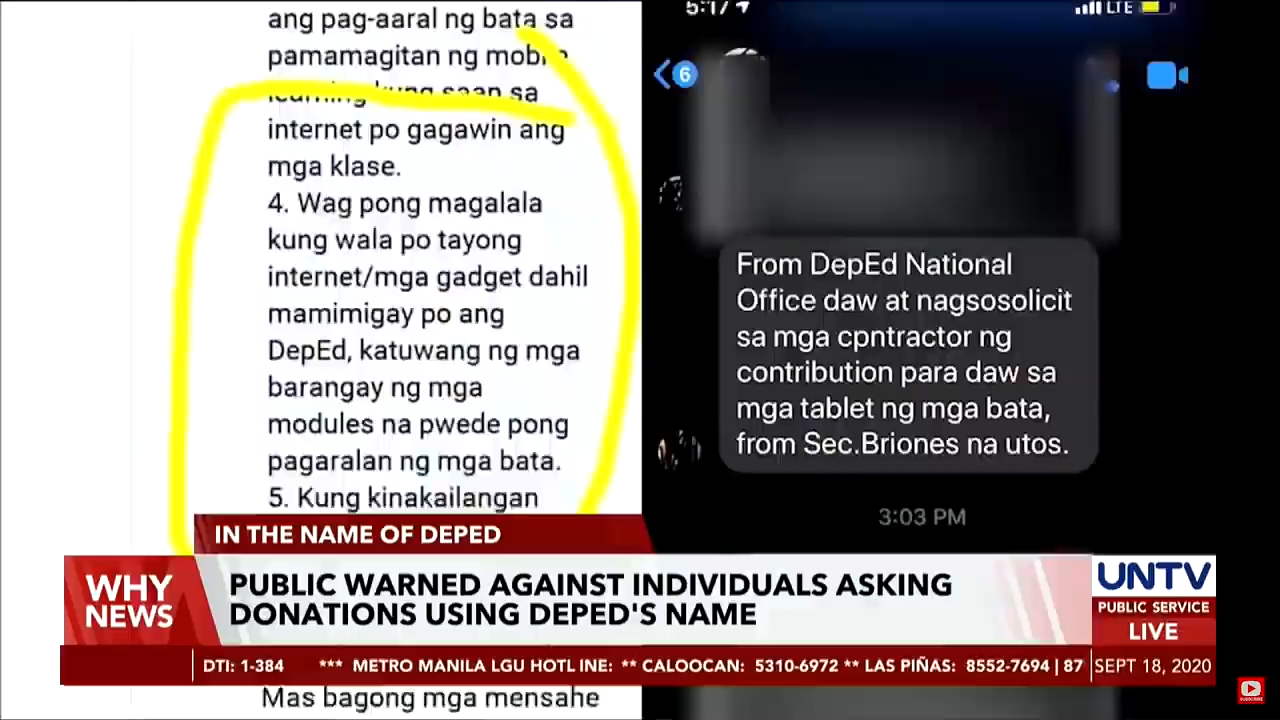 ang pag-aaral ng bata sa
pamamagitan ng mobile
learning kung saan sa
internet po gagawin ang
mga klase.
4. Wag pong magalala
kung wala po tayong
internet/mga gadget dahil
mamimigay po ang
DepEd, katuwang ng mga
barangay ng mga
modules na pwede pong
pagaralan ng mga bata.
5. Kung kinakailangan
5:17
LTE
6
From DepEd National
Office daw at nagsosolicit
sa mga cpntractor ng
contribution para daw sa
mga tablet ng mga bata,
from Sec.Briones na utos.
3:03 PM
IN THE NAME OF DEPED
WHY
NEWS
PUBLIC WARNED AGAINST INDIVIDUALS ASKING
DONATIONS USING DEPED'S NAME
UNTV
PUBLIC SERVICE
LIVE
DTI: 1-384 *** METRO MANILA LGU HOTLINE: ** CALOOCAN: 5310-6972 ** LAS PIÑAS: 8552-7694 | 87
SEPT 18, 2020
Mas bagong mga mensahe
SUBSCRIBE